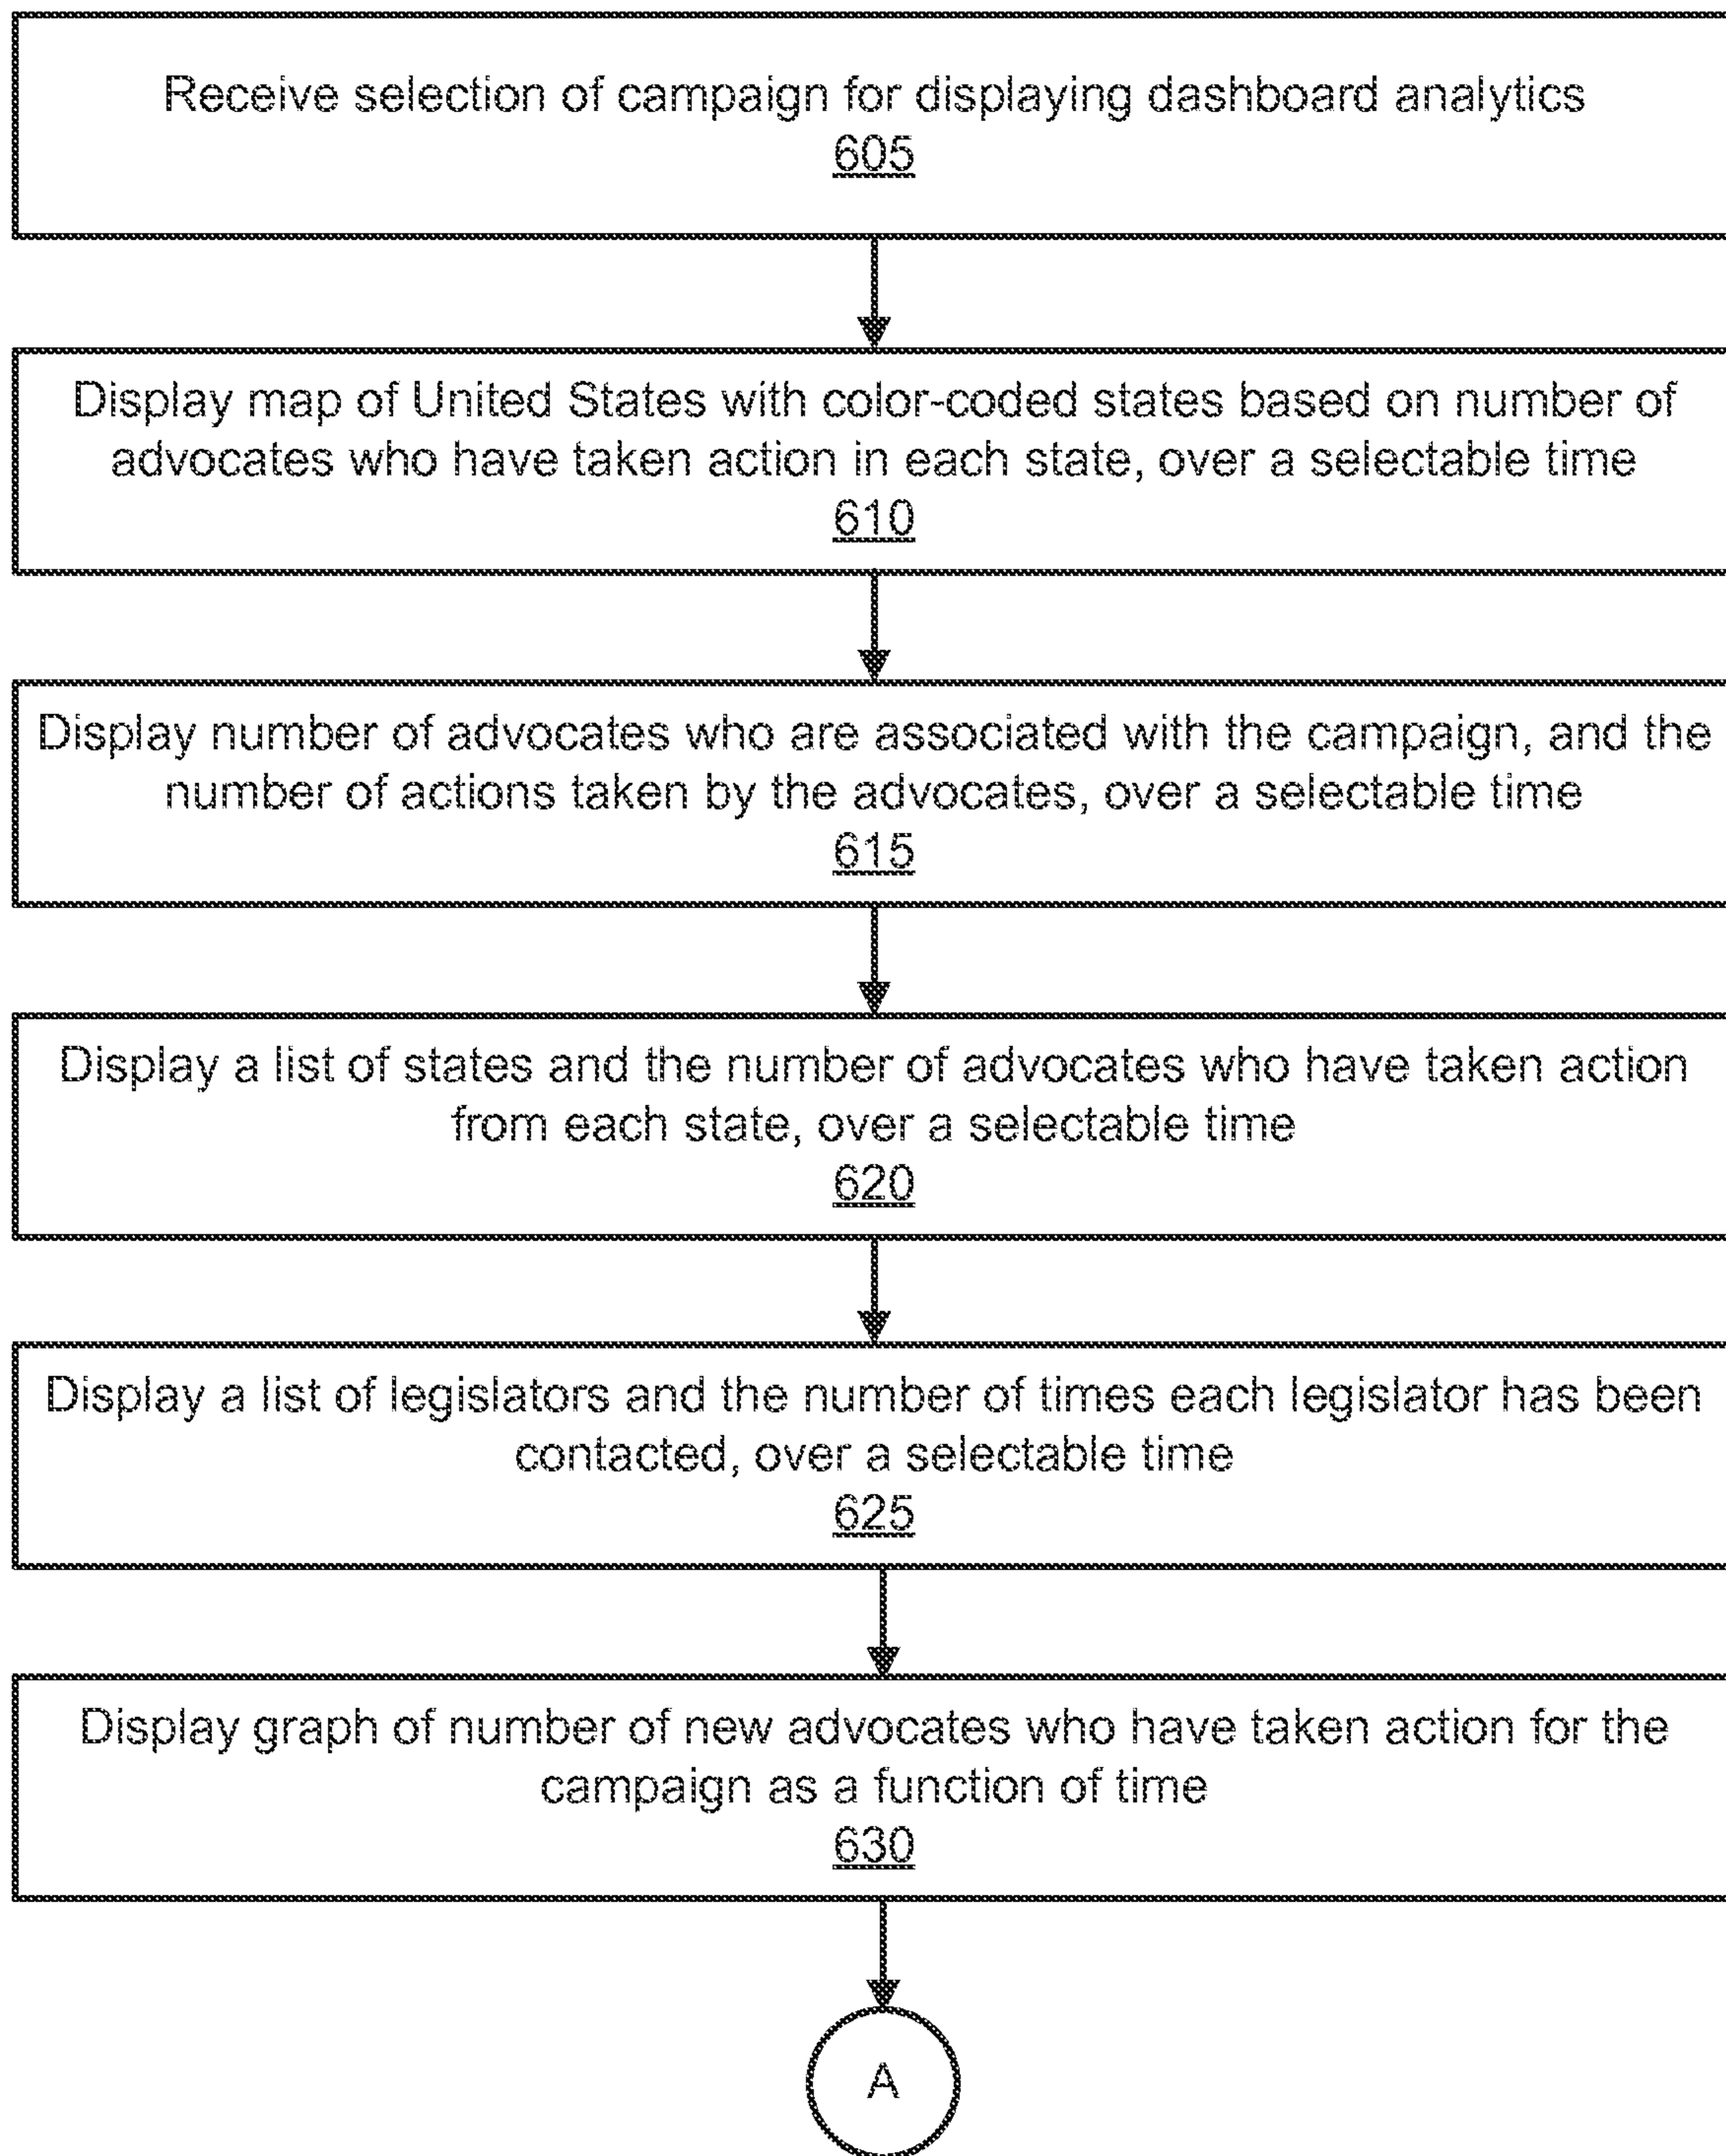 Receive selection of campaign for displaying dashboard analytics
605
Display map of United States with color-coded states based on number of
advocates who have taken action in each state, over a selectable time
610
Display number of advocates who are associated with the campaign, and the
number of actions taken by the advocates, over a selectable time
615
Display a list of states and the number of advocates who have taken action
from each state, over a selectable time
620
Display a list of legislators and the number of times each legislator has been
contacted, over a selectable time
625
Display graph of number of new advocates who have taken action for the
campaign as a function of time
630
A